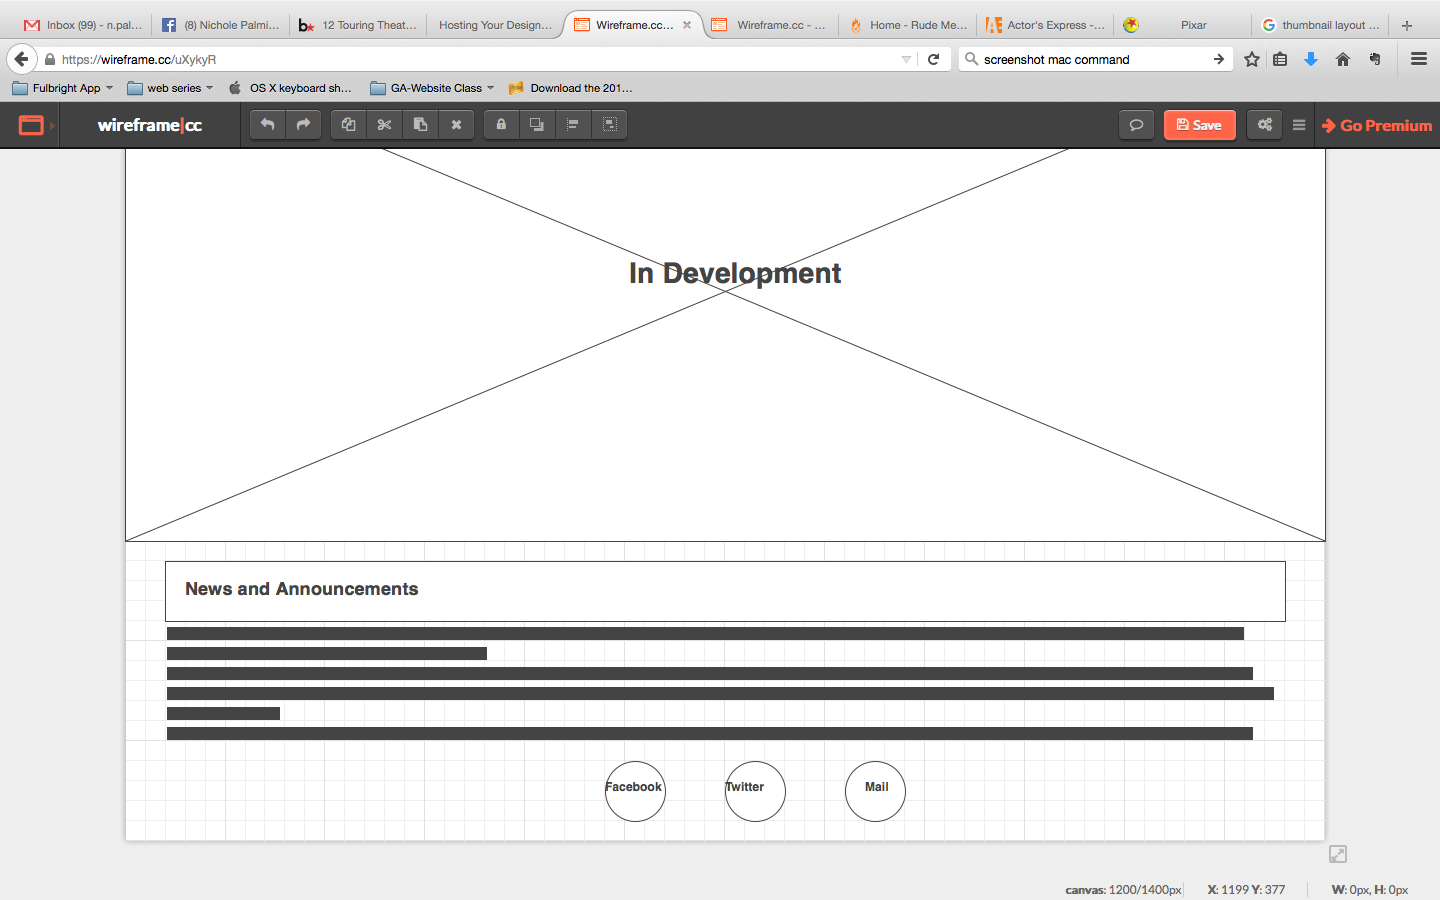 Inbox (99) - n.pal...
(8) Nichole Palmi...
12 Touring Theat...
Hosting Your Design...
Wireframe.cc...
Wireframe.cc - ...
Home - Rude Me...
Actor's Express -...
Pixar
thumbnail layout ...
https://wireframe.cc/uXykyR
screenshot mac command
Fulbright App
web series
OS X keyboard sh...
GA-Website Class
Download the 201...
wireframe|cc
Save
Go Premium
In Development
News and Announcements
Facebook
Twitter
Mail
canvas: 1200/1400px
X: 1199 Y: 377
W: 0px, H: 0px